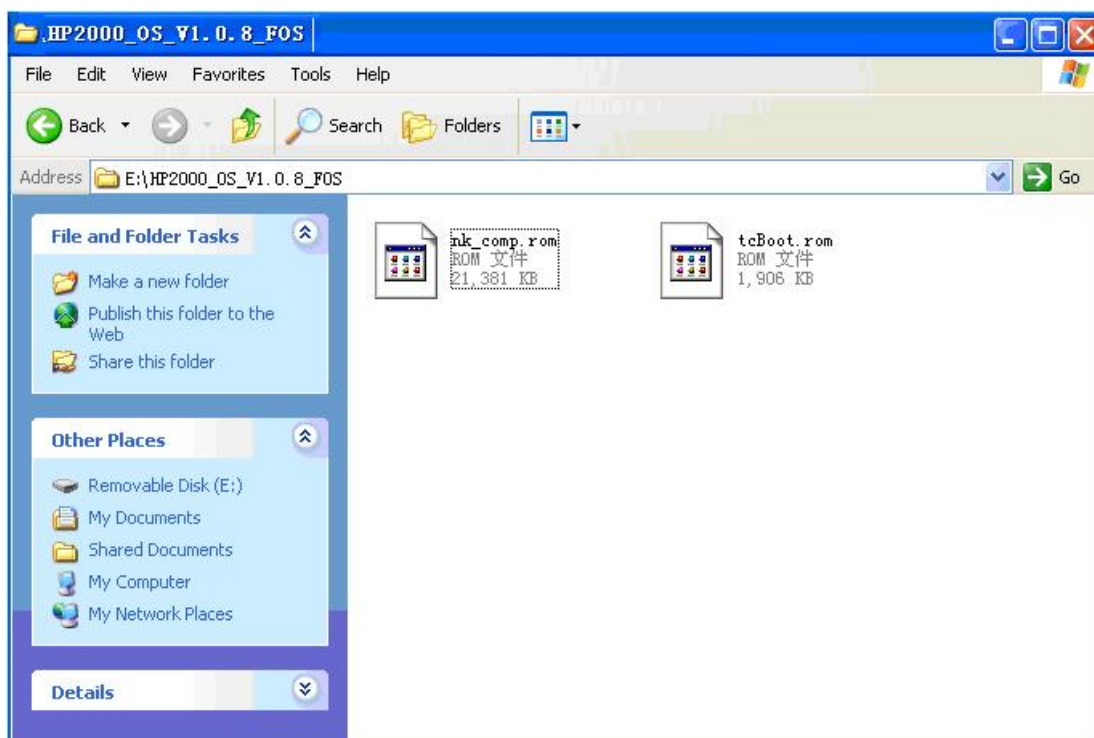 HP2000_OS_V1.0.8_FOS
File Edit View Favorites Tools Help
Back Search Folders
Address E:\HP2000_OS_V1.0.8_FOS Go
File and Folder Tasks
Make a new folder
Publish this folder to the
Web
Share this folder
Other Places
Removable Disk (E:)
My Documents
Shared Documents
My Computer
My Network Places
Details
nk_comp.rom
ROM 文件
21,381 KB
tcBoot.rom
ROM 文件
1,906 KB